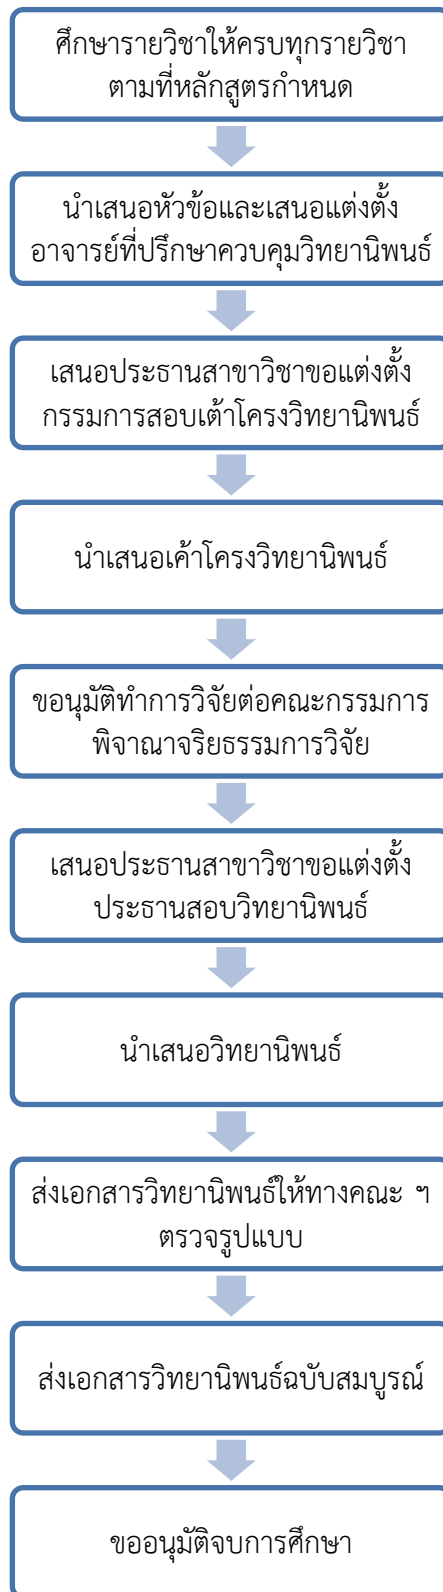 ศึกษารายวิชาให้ครบทุกรายวิชา
ตามที่หลักสูตรกำหนด
นำเสนอหัวข้อและเสนอแต่งตั้ง
อาจารย์ที่ปรึกษาควบคุมวิทยานิพนธ์
เสนอประธานสาขาวิชาขอแต่งตั้ง
กรรมการสอบเต้าโครงวิทยานิพนธ์
นำเสนอเค้าโครงวิทยานิพนธ์
ขอนุมัติทำการวิจัยต่อคณะกรรมการ
พิจาณาจริยธรรมการวิจัย
เสนอประธานสาขาวิชาขอแต่งตั้ง
ประธานสอบวิทยานิพนธ์
นำเสนอวิทยานิพนธ์
ส่งเอกสารวิทยานิพนธ์ให้ทางคณะ ฯ
ตรวจรูปแบบ
ส่งเอกสารวิทยานิพนธ์ฉบับสมบูรณ์
ขออนุมัติจบการศึกษา